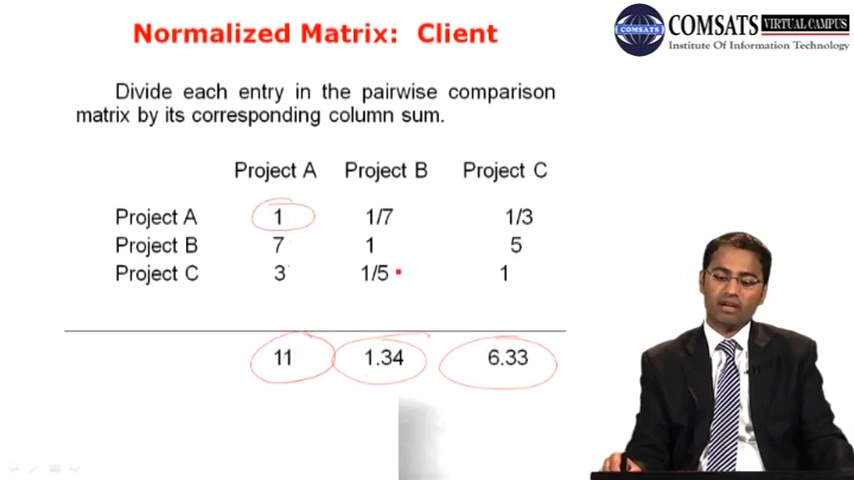 Normalized Matrix: Client
COMSATS
COMSATS VIRTUAL CAMPUS
Institute Of Information Technology
Divide each entry in the pairwise comparison
matrix by its corresponding column sum.
Project A Project B Project C
Project A 1 1/7 1/3
Project B 7 1 5
Project C 3 1/5 1
11 1.34 6.33